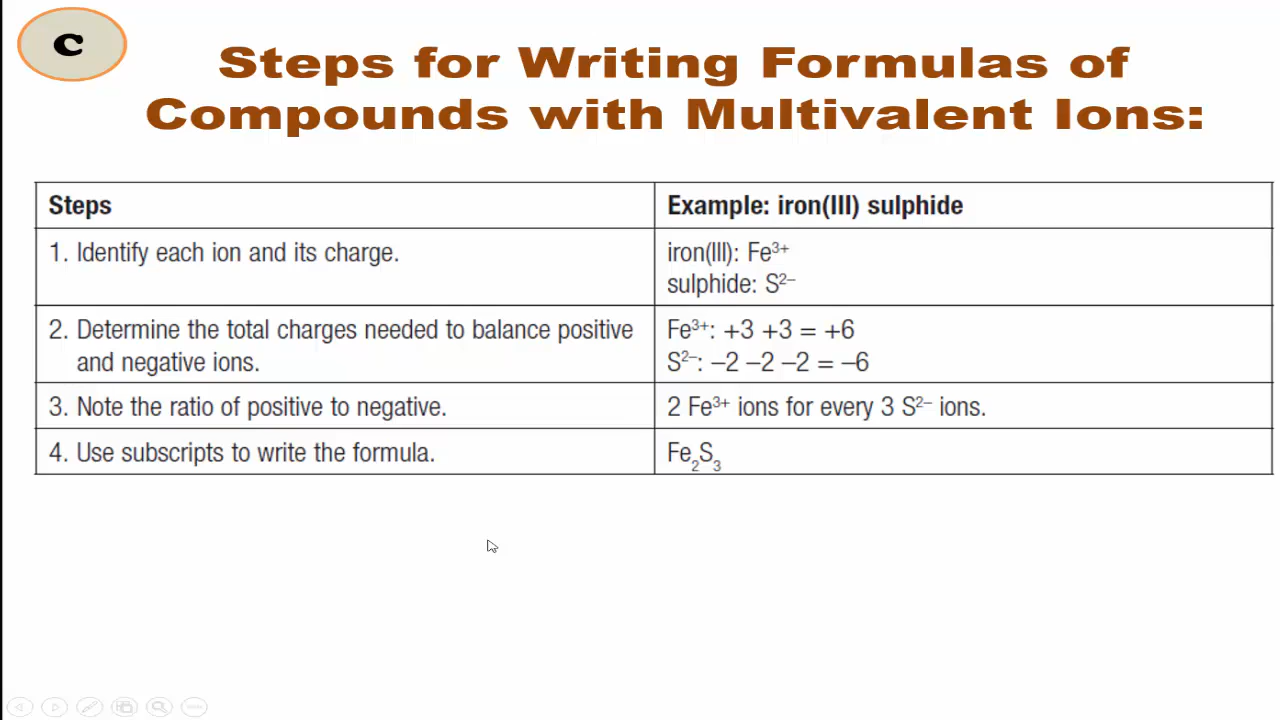 C
Steps for Writing Formulas of
Compounds with Multivalent Ions:
Steps
Example: iron(III) sulphide
1. Identify each ion and its charge.
iron(III): Fe³⁺
sulphide: S²⁻
2. Determine the total charges needed to balance positive
and negative ions.
Fe³⁺: +3 +3 = +6
S²⁻: –2 –2 –2 = –6
3. Note the ratio of positive to negative.
2 Fe³⁺ ions for every 3 S²⁻ ions.
4. Use subscripts to write the formula.
Fe₂S₃